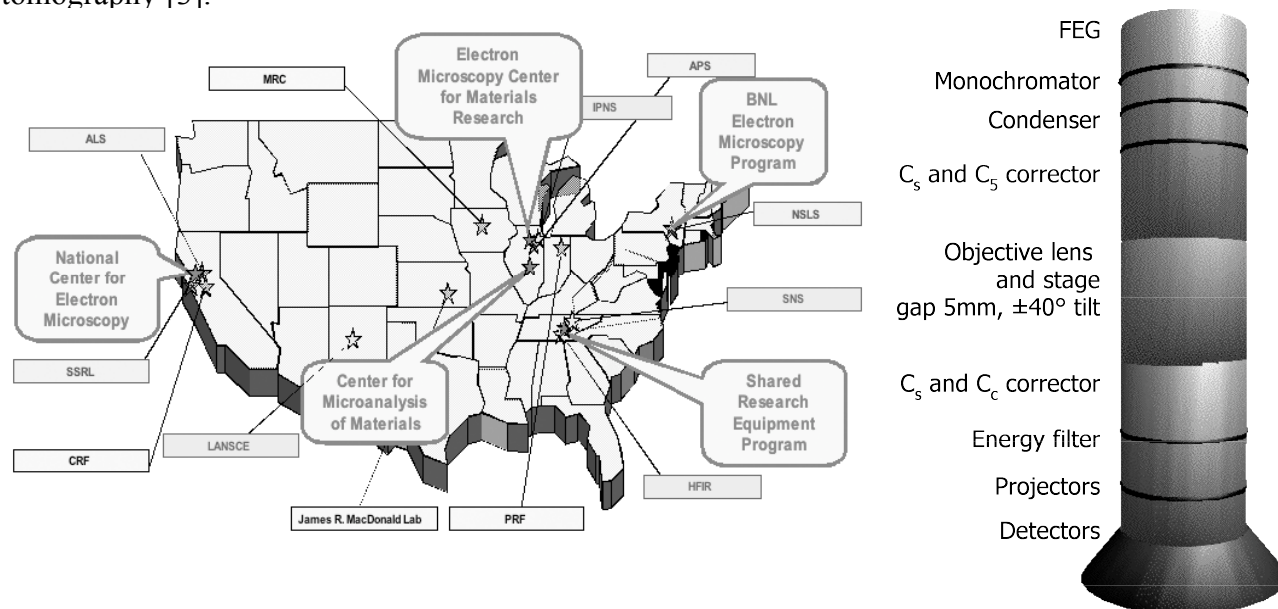 tomography [3].
Electron
Microscopy Center
for Materials
Research
MRC
APS
IPNS
BNL
Electron
Microscopy
Program
ALS
NSLS
National
Center for
Electron
Microscopy
SNS
SSRL
Center for
Microanalysis
of Materials
Shared
Research
Equipment
Program
LANSCE
CRF
HFIR
James R. MacDonald Lab
PRF
FEG
Monochromator
Condenser
Cs and C5 corrector
Objective lens
and stage
gap 5mm, ±40° tilt
Cs and Cc corrector
Energy filter
Projectors
Detectors